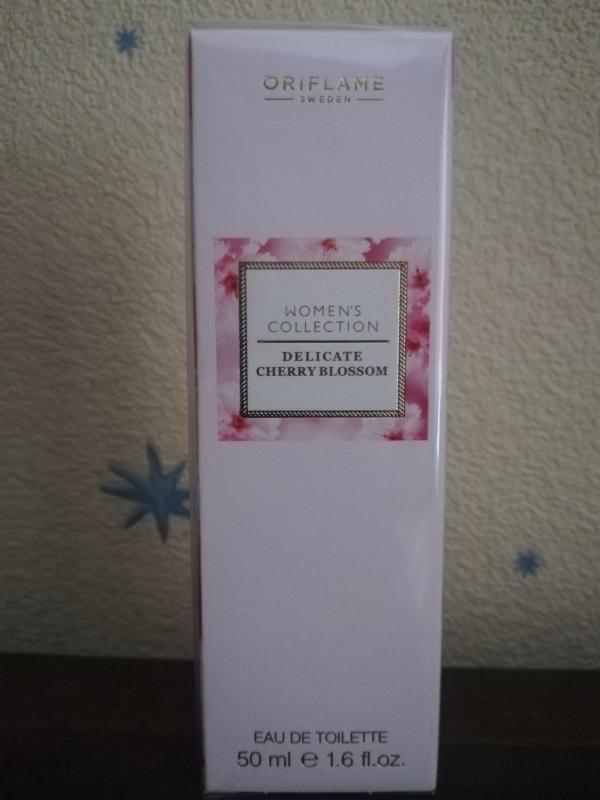 ORIFLAME
SWEDEN
WOMEN'S
COLLECTION
DELICATE
CHERRY BLOSSOM
EAU DE TOILETTE
50 ml ℮ 1.6 fl.oz.